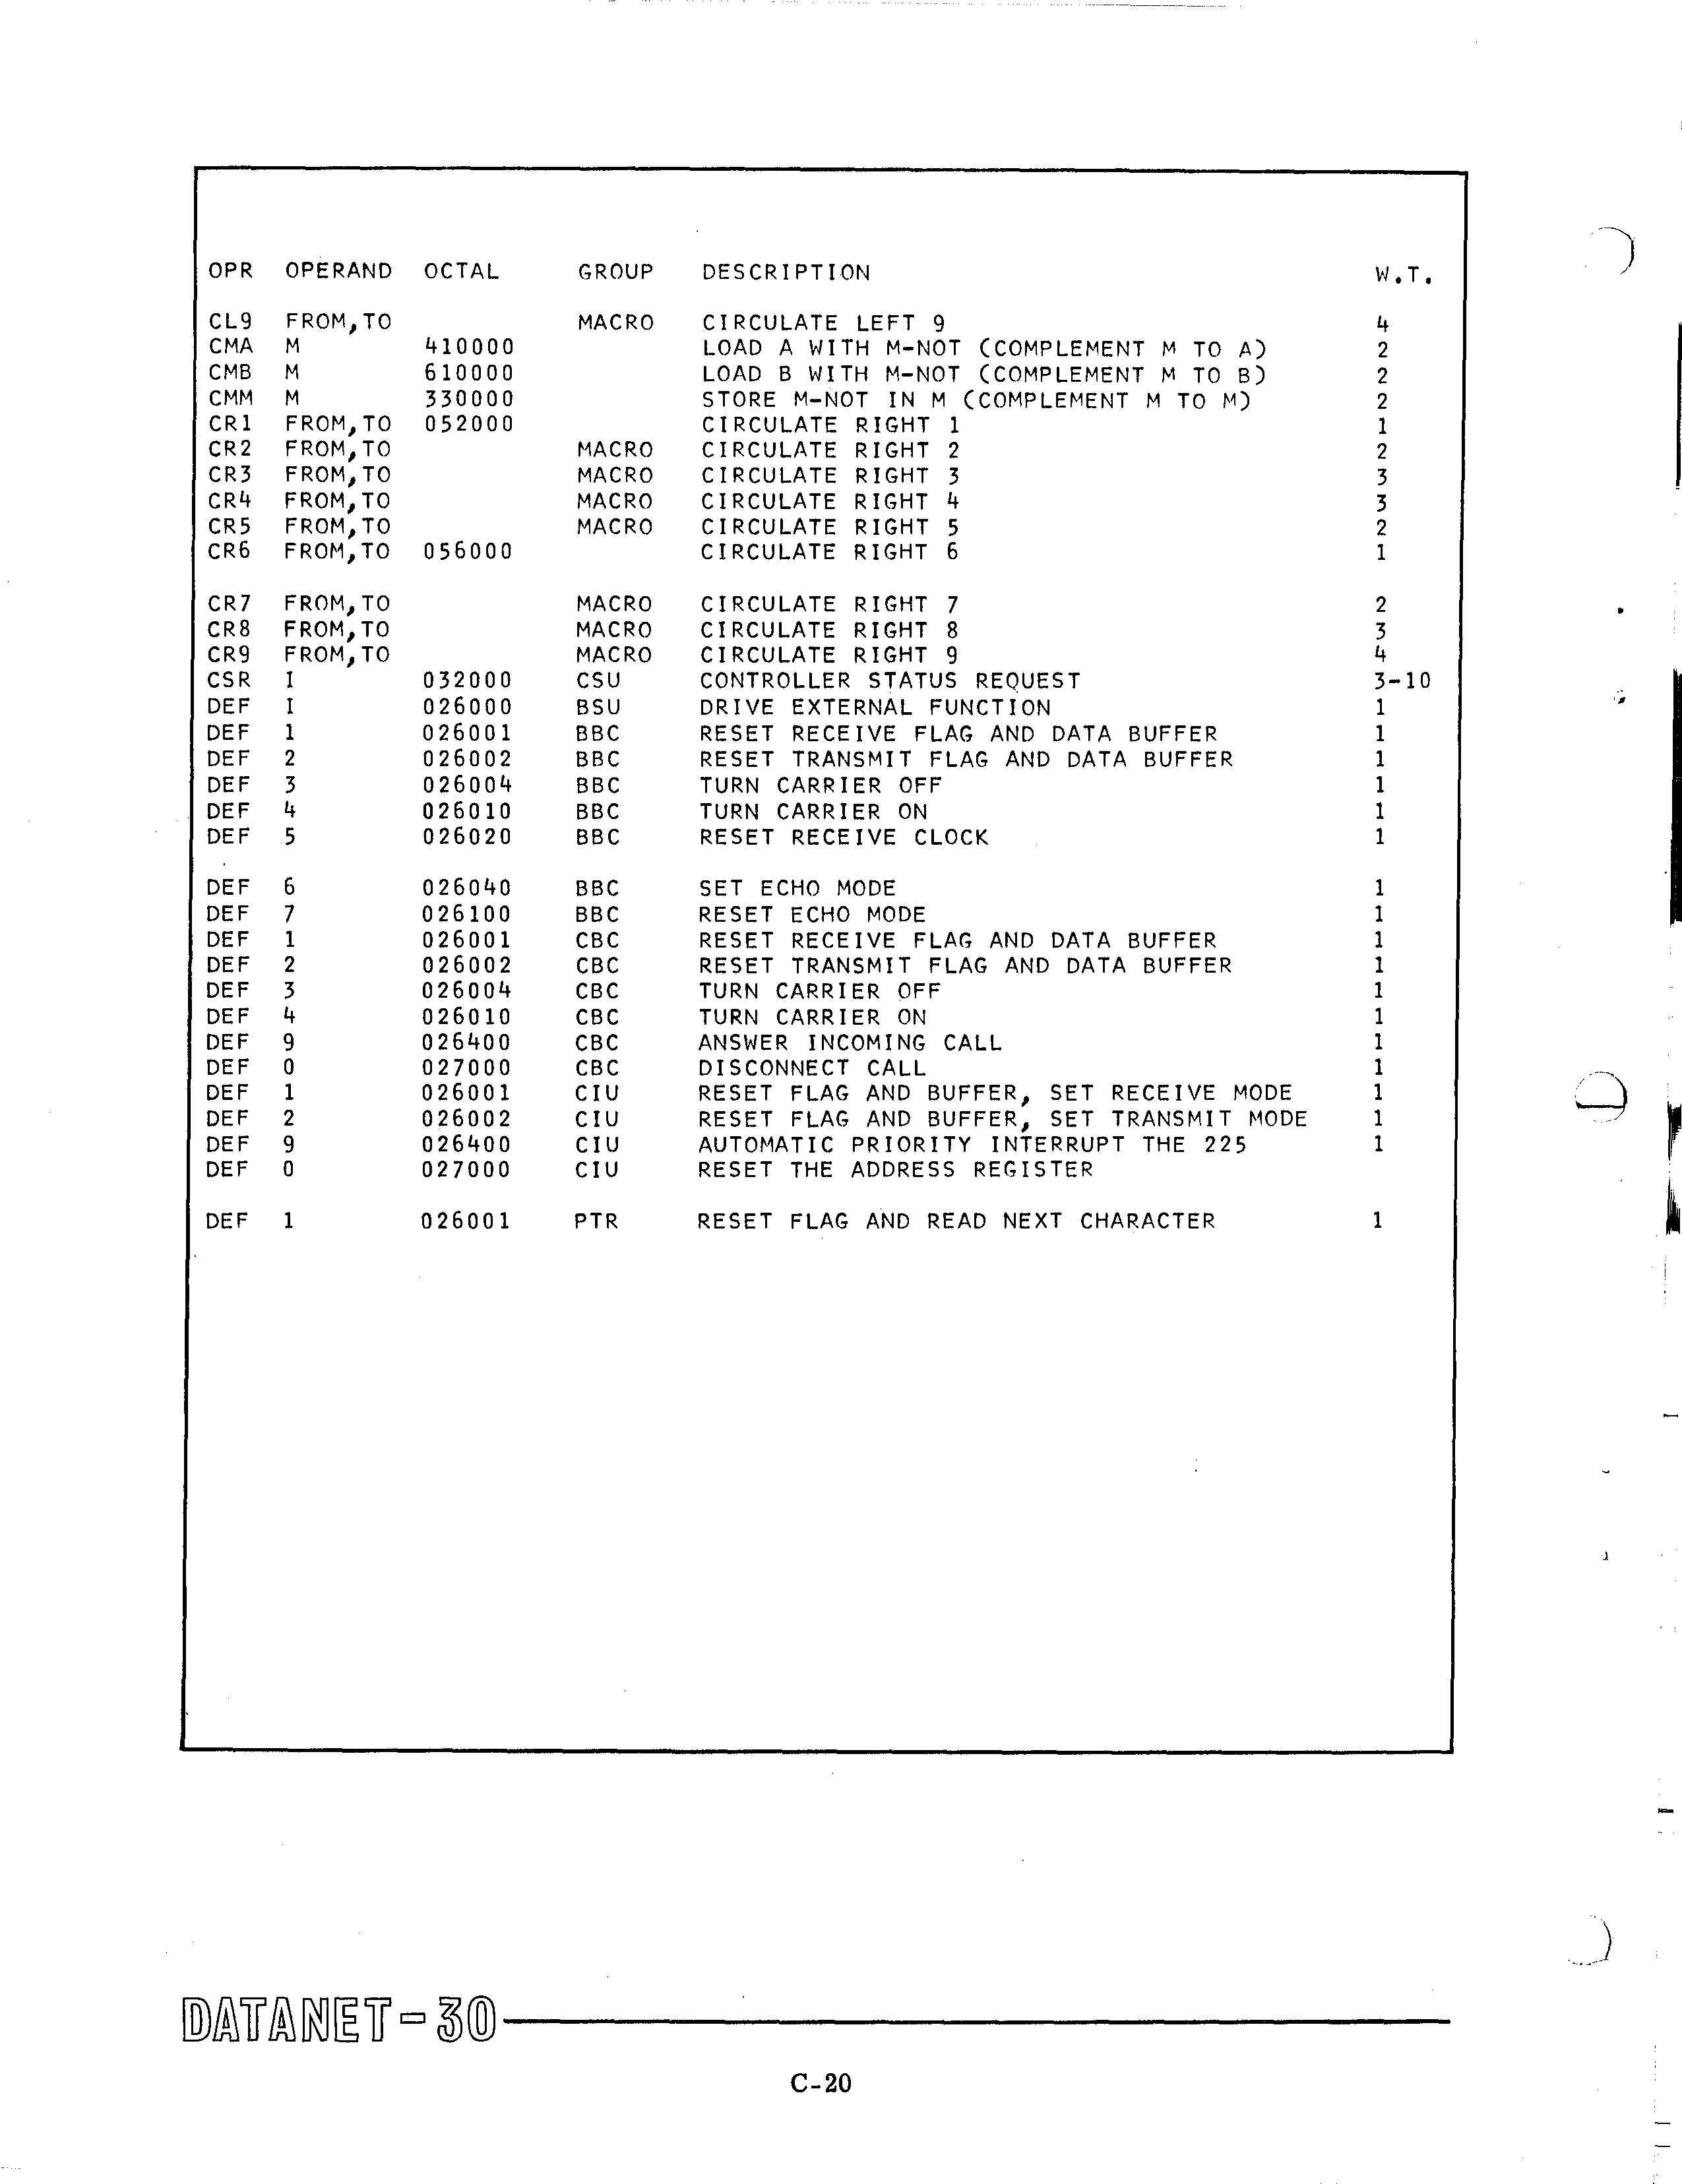 OPR OPERAND OCTAL GROUP DESCRIPTION W.T.
CL9 FROM,TO MACRO CIRCULATE LEFT 9 4
CMA M 410000 LOAD A WITH M-NOT (COMPLEMENT M TO A) 2
CMB M 610000 LOAD B WITH M-NOT (COMPLEMENT M TO B) 2
CMM M 330000 STORE M-NOT IN M (COMPLEMENT M TO M) 2
CR1 FROM,TO 052000 CIRCULATE RIGHT 1 1
CR2 FROM,TO MACRO CIRCULATE RIGHT 2 2
CR3 FROM,TO MACRO CIRCULATE RIGHT 3 3
CR4 FROM,TO MACRO CIRCULATE RIGHT 4 3
CR5 FROM,TO MACRO CIRCULATE RIGHT 5 2
CR6 FROM,TO 056000 CIRCULATE RIGHT 6 1
CR7 FROM,TO MACRO CIRCULATE RIGHT 7 2
CR8 FROM,TO MACRO CIRCULATE RIGHT 8 3
CR9 FROM,TO MACRO CIRCULATE RIGHT 9 4
CSR I 032000 CSU CONTROLLER STATUS REQUEST 3-10
DEF I 026000 BSU DRIVE EXTERNAL FUNCTION 1
DEF 1 026001 BBC RESET RECEIVE FLAG AND DATA BUFFER 1
DEF 2 026002 BBC RESET TRANSMIT FLAG AND DATA BUFFER 1
DEF 3 026004 BBC TURN CARRIER OFF 1
DEF 4 026010 BBC TURN CARRIER ON 1
DEF 5 026020 BBC RESET RECEIVE CLOCK 1
DEF 6 026040 BBC SET ECHO MODE 1
DEF 7 026100 BBC RESET ECHO MODE 1
DEF 1 026001 CBC RESET RECEIVE FLAG AND DATA BUFFER 1
DEF 2 026002 CBC RESET TRANSMIT FLAG AND DATA BUFFER 1
DEF 3 026004 CBC TURN CARRIER OFF 1
DEF 4 026010 CBC TURN CARRIER ON 1
DEF 9 026400 CBC ANSWER INCOMING CALL 1
DEF 0 027000 CBC DISCONNECT CALL 1
DEF 1 026001 CIU RESET FLAG AND BUFFER, SET RECEIVE MODE 1
DEF 2 026002 CIU RESET FLAG AND BUFFER, SET TRANSMIT MODE 1
DEF 9 026400 CIU AUTOMATIC PRIORITY INTERRUPT THE 225 1
DEF 0 027000 CIU RESET THE ADDRESS REGISTER
DEF 1 026001 PTR RESET FLAG AND READ NEXT CHARACTER 1
DATANET-30
C-20